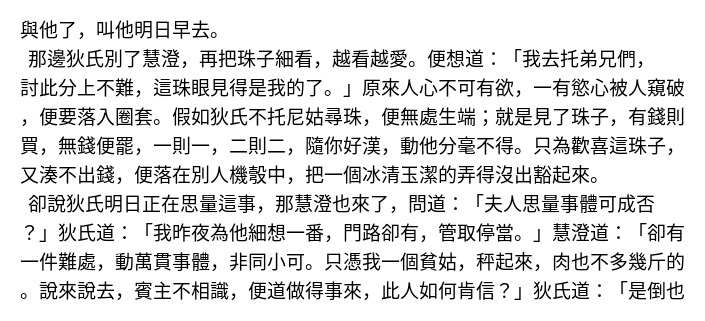 與他了，叫他明日早去。
那邊狄氏別了慧澄，再把珠子細看，越看越愛。便想道：「我去托弟兄們，
討此分上不難，這珠眼見得是我的了。」原來人心不可有欲，一有慾心被人窺破
，便要落入圈套。假如狄氏不托尼姑尋珠，便無處生端；就是見了珠子，有錢則
買，無錢便罷，一則一，二則二，隨你好漢，動他分毫不得。只為歡喜這珠子，
又湊不出錢，便落在別人機彀中，把一個冰清玉潔的弄得沒出豁起來。
卻說狄氏明日正在思量這事，那慧澄也來了，問道：「夫人思量事體可成否
？」狄氏道：「我昨夜為他細想一番，門路卻有，管取停當。」慧澄道：「卻有
一件難處，動萬貫事體，非同小可。只憑我一個貧姑，秤起來，肉也不多幾斤的
。說來說去，賓主不相識，便道做得事來，此人如何肯信？」狄氏道：「是倒也